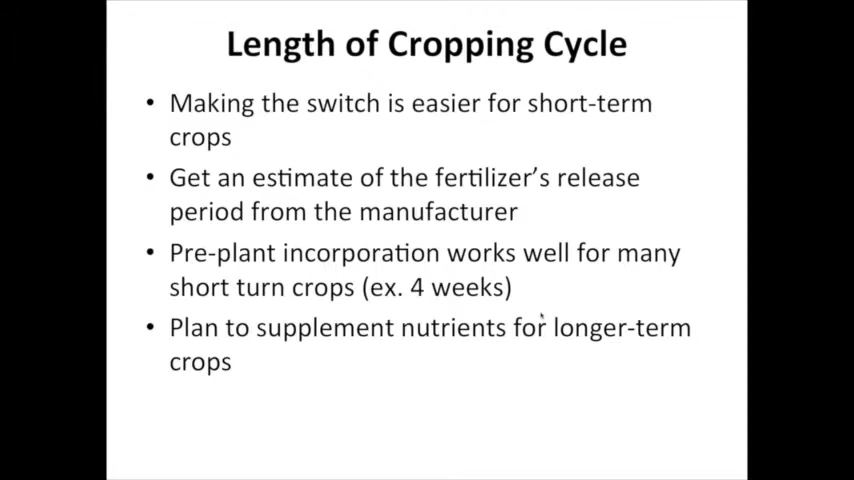 Length of Cropping Cycle
• Making the switch is easier for short-term
crops
• Get an estimate of the fertilizer’s release
period from the manufacturer
• Pre-plant incorporation works well for many
short turn crops (ex. 4 weeks)
• Plan to supplement nutrients for longer-term
crops